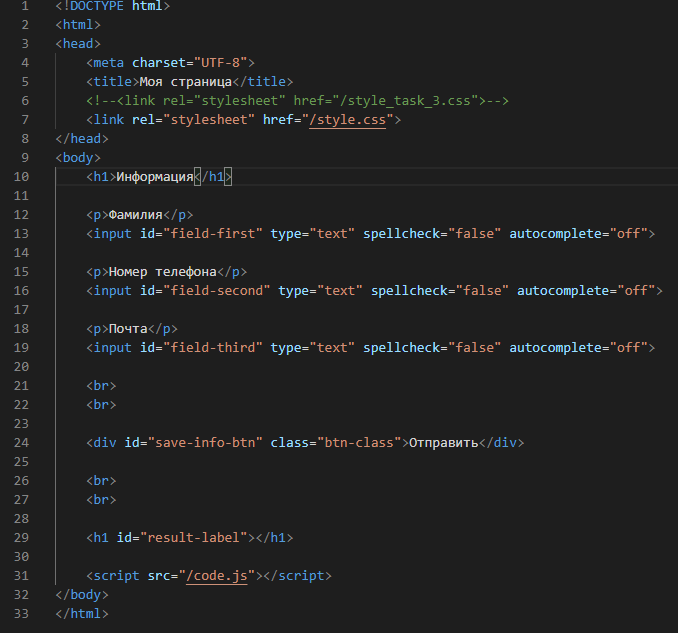 1 <!DOCTYPE html>
2 <html>
3 <head>
4     <meta charset="UTF-8">
5     <title>Моя страница</title>
6     <!--<link rel="stylesheet" href="/style_task_3.css">-->
7     <link rel="stylesheet" href="/style.css">
8 </head>
9 <body>
10     <h1>Информация</h1>
11
12     <p>Фамилия</p>
13     <input id="field-first" type="text" spellcheck="false" autocomplete="off">
14
15     <p>Номер телефона</p>
16     <input id="field-second" type="text" spellcheck="false" autocomplete="off">
17
18     <p>Почта</p>
19     <input id="field-third" type="text" spellcheck="false" autocomplete="off">
20
21     <br>
22     <br>
23
24     <div id="save-info-btn" class="btn-class">Отправить</div>
25
26     <br>
27     <br>
28
29     <h1 id="result-label"></h1>
30
31     <script src="/code.js"></script>
32 </body>
33 </html>